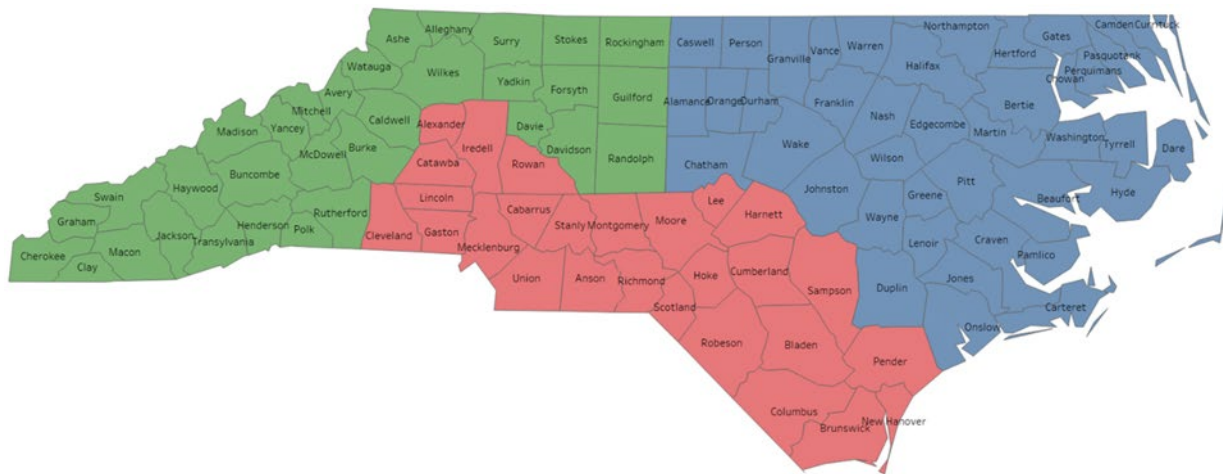 Ashe
Alleghany
Surry
Stokes
Rockingham
Caswell
Person
Granville
Vance
Warren
Northampton
Gates
Camden
Currituck
Hertford
Pasquotank
Perquimans
Chowan
Watauga
Wilkes
Yadkin
Forsyth
Guilford
Alamance
Orange
Durham
Franklin
Halifax
Bertie
Avery
Mitchell
Caldwell
Alexander
Iredell
Davie
Davidson
Randolph
Chatham
Wake
Nash
Edgecombe
Martin
Washington
Tyrrell
Dare
Madison
Yancey
McDowell
Burke
Catawba
Rowan
Wilson
Pitt
Beaufort
Hyde
Buncombe
Haywood
Swain
Graham
Cherokee
Clay
Macon
Jackson
Transylvania
Henderson
Polk
Rutherford
Cleveland
Lincoln
Gaston
Mecklenburg
Cabarrus
Stanly
Montgomery
Moore
Lee
Harnett
Johnston
Wayne
Greene
Lenoir
Craven
Pamlico
Union
Anson
Richmond
Hoke
Cumberland
Sampson
Duplin
Jones
Carteret
Onslow
Scotland
Robeson
Bladen
Pender
Columbus
Brunswick
New Hanover